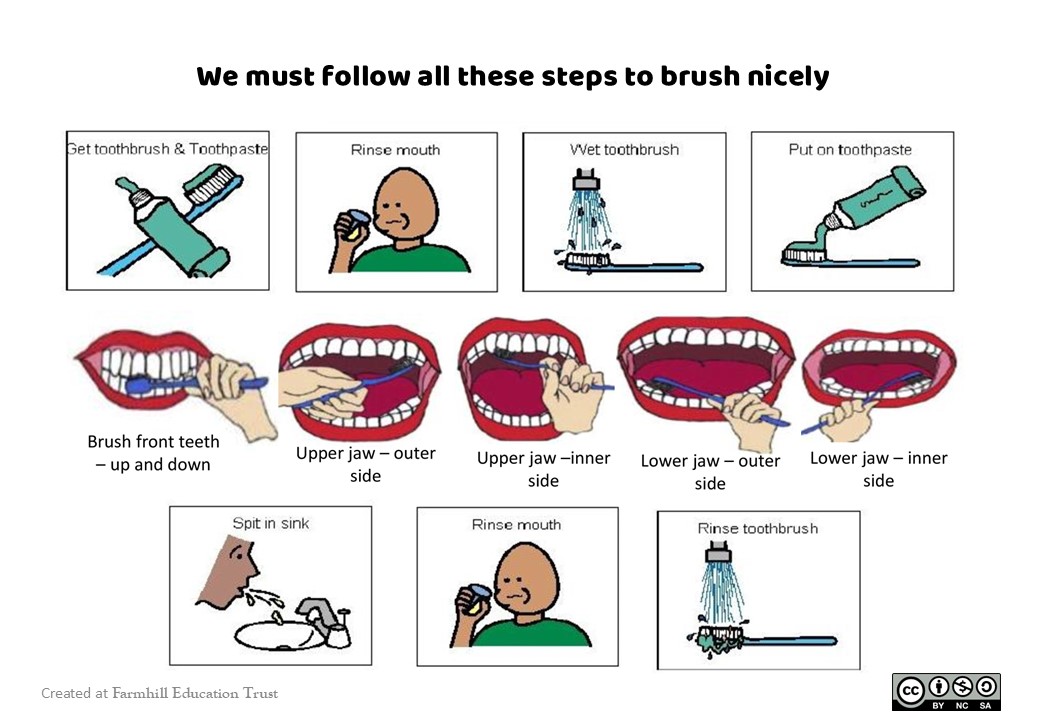 We must follow all these steps to brush nicely
Get toothbrush & Toothpaste
Rinse mouth
Wet toothbrush
Put on toothpaste
Brush front teeth
– up and down
Upper jaw – outer
side
Upper jaw –inner
side
Lower jaw – outer
side
Lower jaw – inner
side
Spit in sink
Rinse mouth
Rinse toothbrush
Created at Farmhill Education Trust
cc
BY NC SA